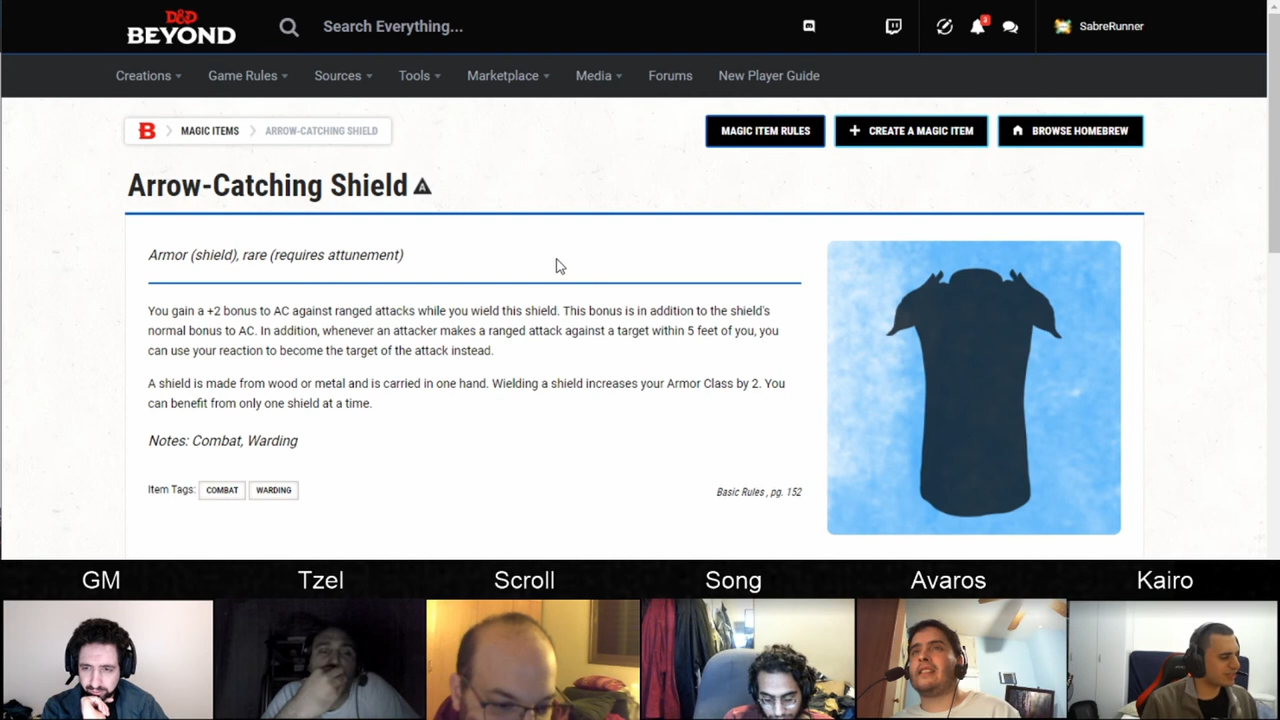 D&D
BEYOND
Search Everything...
3
SabreRunner
Creations
Game Rules
Sources
Tools
Marketplace
Media
Forums
New Player Guide
B
MAGIC ITEMS
ARROW-CATCHING SHIELD
MAGIC ITEM RULES
+ CREATE A MAGIC ITEM
BROWSE HOMEBREW
Arrow-Catching Shield
Armor (shield), rare (requires attunement)
You gain a +2 bonus to AC against ranged attacks while you wield this shield. This bonus is in addition to the shield's
normal bonus to AC. In addition, whenever an attacker makes a ranged attack against a target within 5 feet of you, you
can use your reaction to become the target of the attack instead.
A shield is made from wood or metal and is carried in one hand. Wielding a shield increases your Armor Class by 2. You
can benefit from only one shield at a time.
Notes: Combat, Warding
Item Tags: COMBAT WARDING
Basic Rules , pg. 152
GM
Tzel
Scroll
Song
Avaros
Kairo